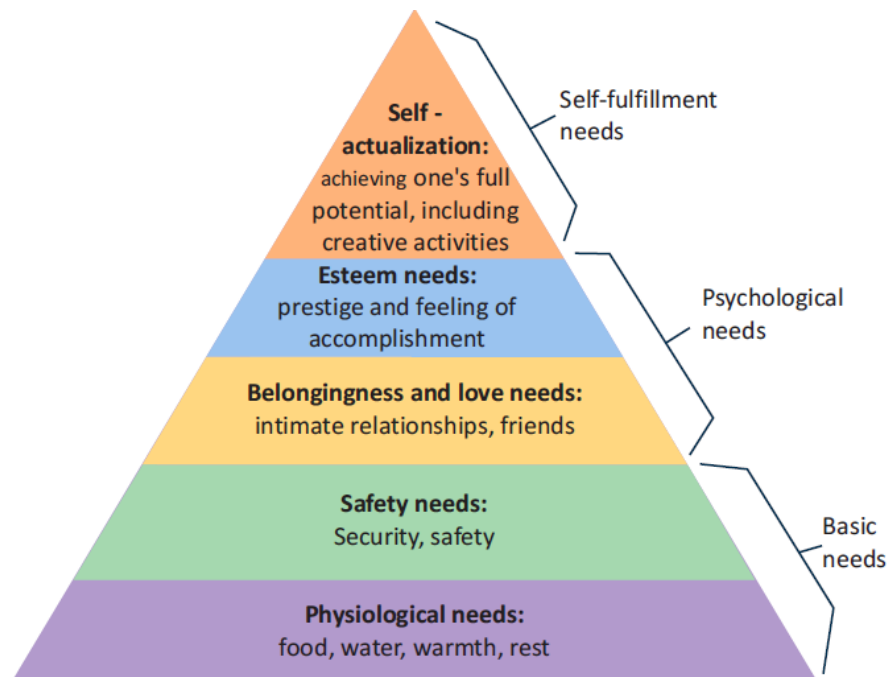 Self -
actualization:
achieving one's full
potential, including
creative activities
Self-fulfillment
needs
Esteem needs:
prestige and feeling of
accomplishment
Psychological
needs
Belongingness and love needs:
intimate relationships, friends
Safety needs:
Security, safety
Basic
needs
Physiological needs:
food, water, warmth, rest